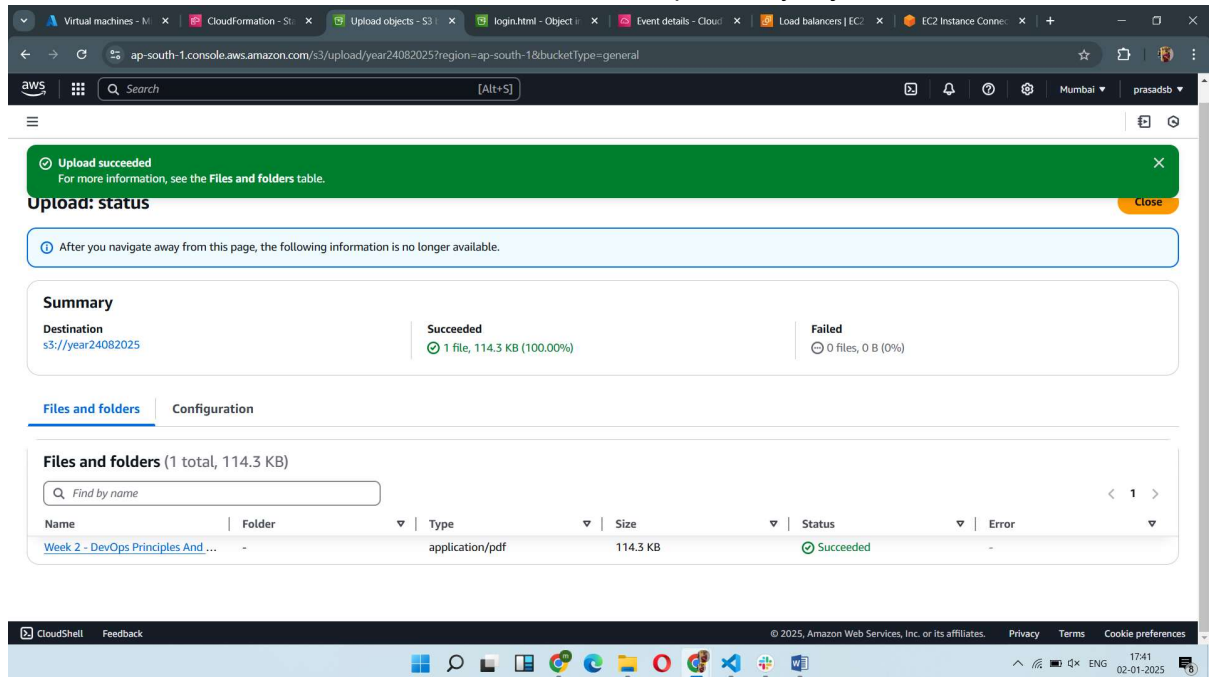 Virtual machines - Mi
CloudFormation - Sta
Upload objects - S3 b
login.html - Object in
Event details - Cloud
Load balancers | EC2
EC2 Instance Connec
ap-south-1.console.aws.amazon.com/s3/upload/year24082025?region=ap-south-1&bucketType=general
aws
Search
[Alt+S]
Mumbai
prasadsb
Upload succeeded
For more information, see the Files and folders table.
Upload: status
Close
After you navigate away from this page, the following information is no longer available.
Summary
Destination
s3://year24082025
Succeeded
1 file, 114.3 KB (100.00%)
Failed
0 files, 0 B (0%)
Files and folders
Configuration
Files and folders (1 total, 114.3 KB)
Find by name
1
Name Folder Type Size Status Error
Week 2 - DevOps Principles And ... - application/pdf 114.3 KB Succeeded -
CloudShell Feedback © 2025, Amazon Web Services, Inc. or its affiliates. Privacy Terms Cookie preferences
ENG
17:41
02-01-2025
8